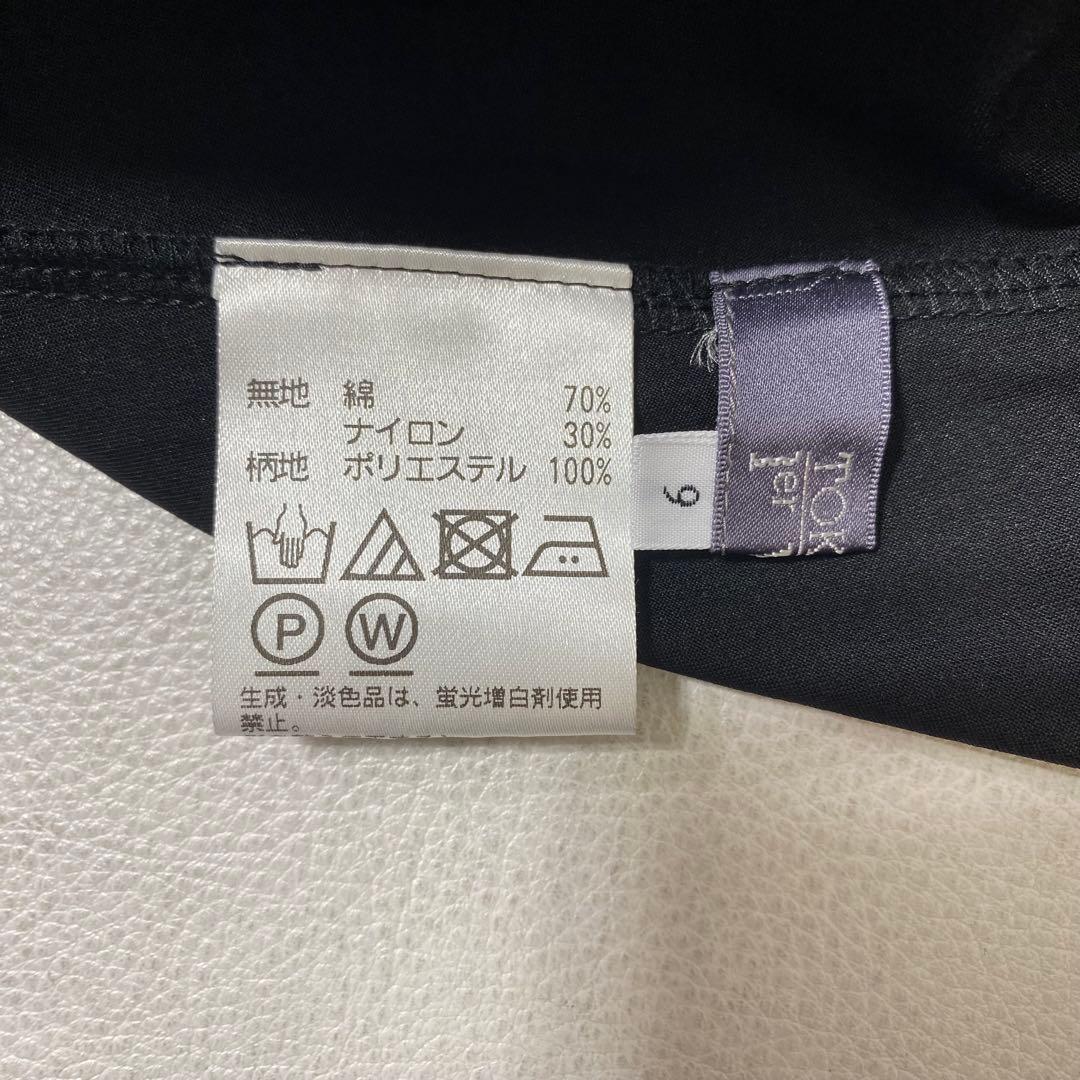 無地 綿 70%
ナイロン 30%
柄地 ポリエステル 100%
P W
生成・淡色品は、蛍光増白剤使用
禁止。
9
TOK